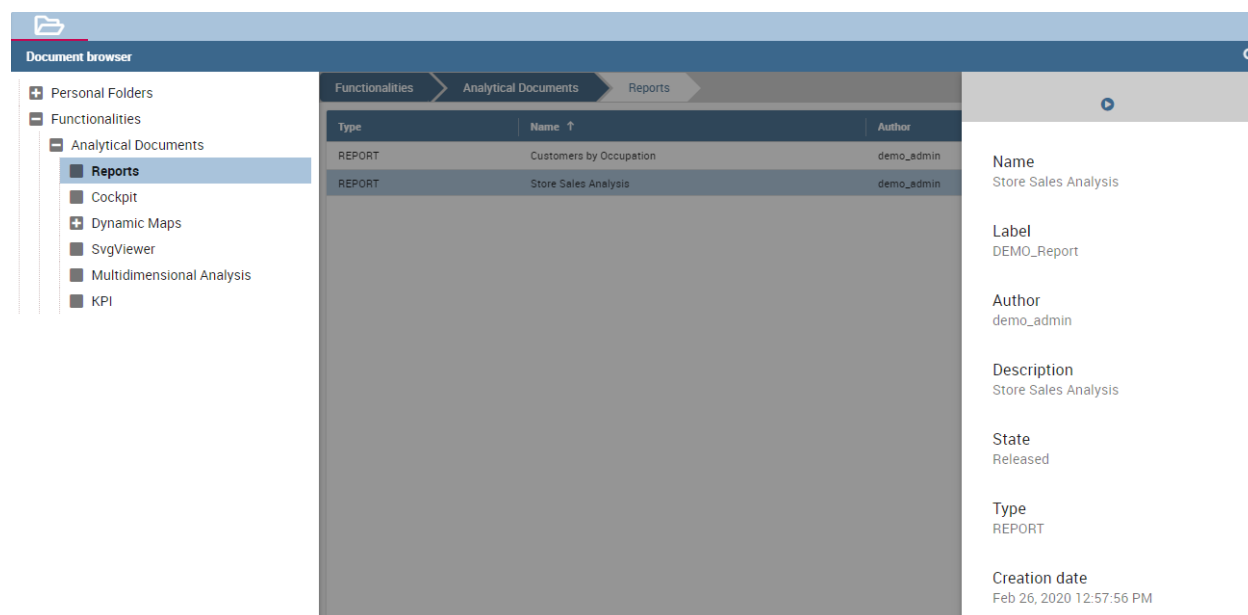 Document browser
Personal Folders
Functionalities
Analytical Documents
Reports
Cockpit
Dynamic Maps
SvgViewer
Multidimensional Analysis
KPI
Functionalities Analytical Documents Reports
Type Name ↑ Author
REPORT Customers by Occupation demo_admin
REPORT Store Sales Analysis demo_admin
Name
Store Sales Analysis
Label
DEMO_Report
Author
demo_admin
Description
Store Sales Analysis
State
Released
Type
REPORT
Creation date
Feb 26, 2020 12:57:56 PM